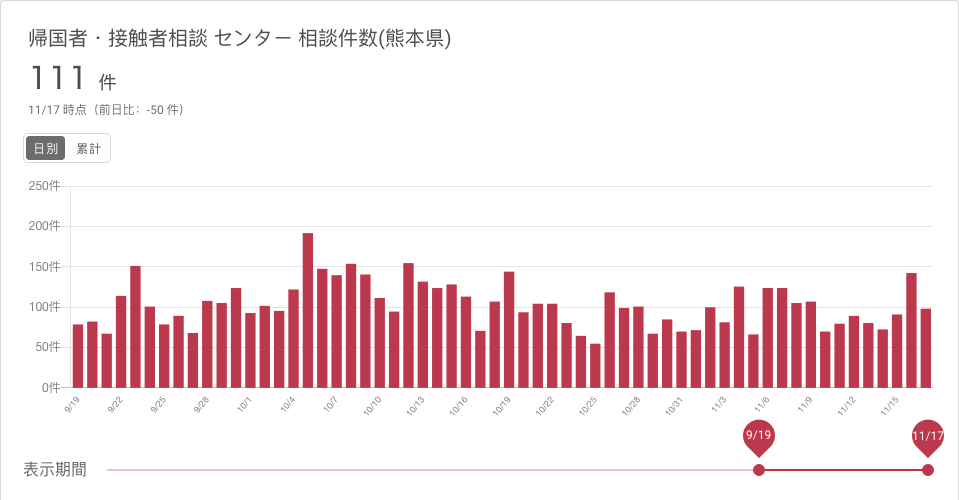 帰国者・接触者相談 センター 相談件数(熊本県)
111 件
11/17 時点（前日比：-50 件）
日別 累計
250件
200件
150件
100件
50件
0件
9/19 9/22 9/25 9/28 10/1 10/4 10/7 10/10 10/13 10/16 10/19 10/22 10/25 10/28 10/31 11/3 11/6 11/9 11/12 11/15
9/19 11/17
表示期間